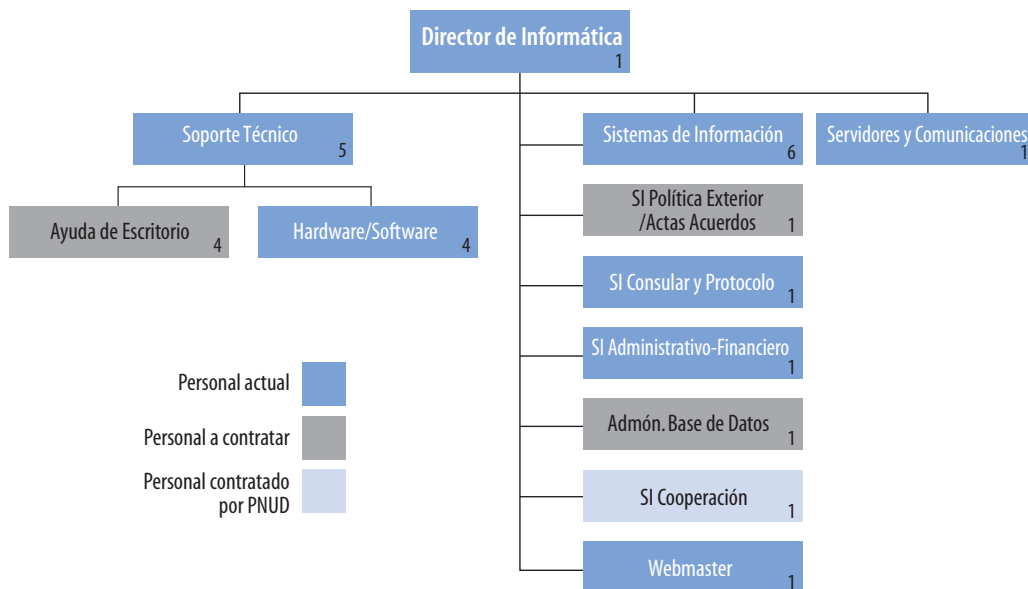 Director de Informática
1
Soporte Técnico
5
Sistemas de Información
6
Servidores y Comunicaciones
1
Ayuda de Escritorio
4
Hardware/Software
4
SI Política Exterior
/Actas Acuerdos
1
SI Consular y Protocolo
1
SI Administrativo-Financiero
1
Admón. Base de Datos
1
SI Cooperación
1
Webmaster
1
Personal actual
Personal a contratar
Personal contratado
por PNUD